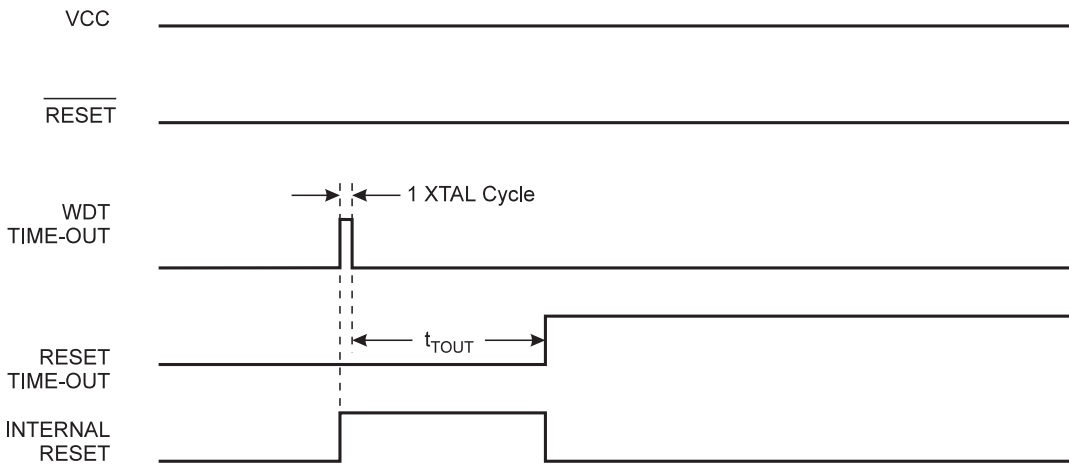 VCC
RESET
1 XTAL Cycle
WDT
TIME-OUT
tTOUT
RESET
TIME-OUT
INTERNAL
RESET